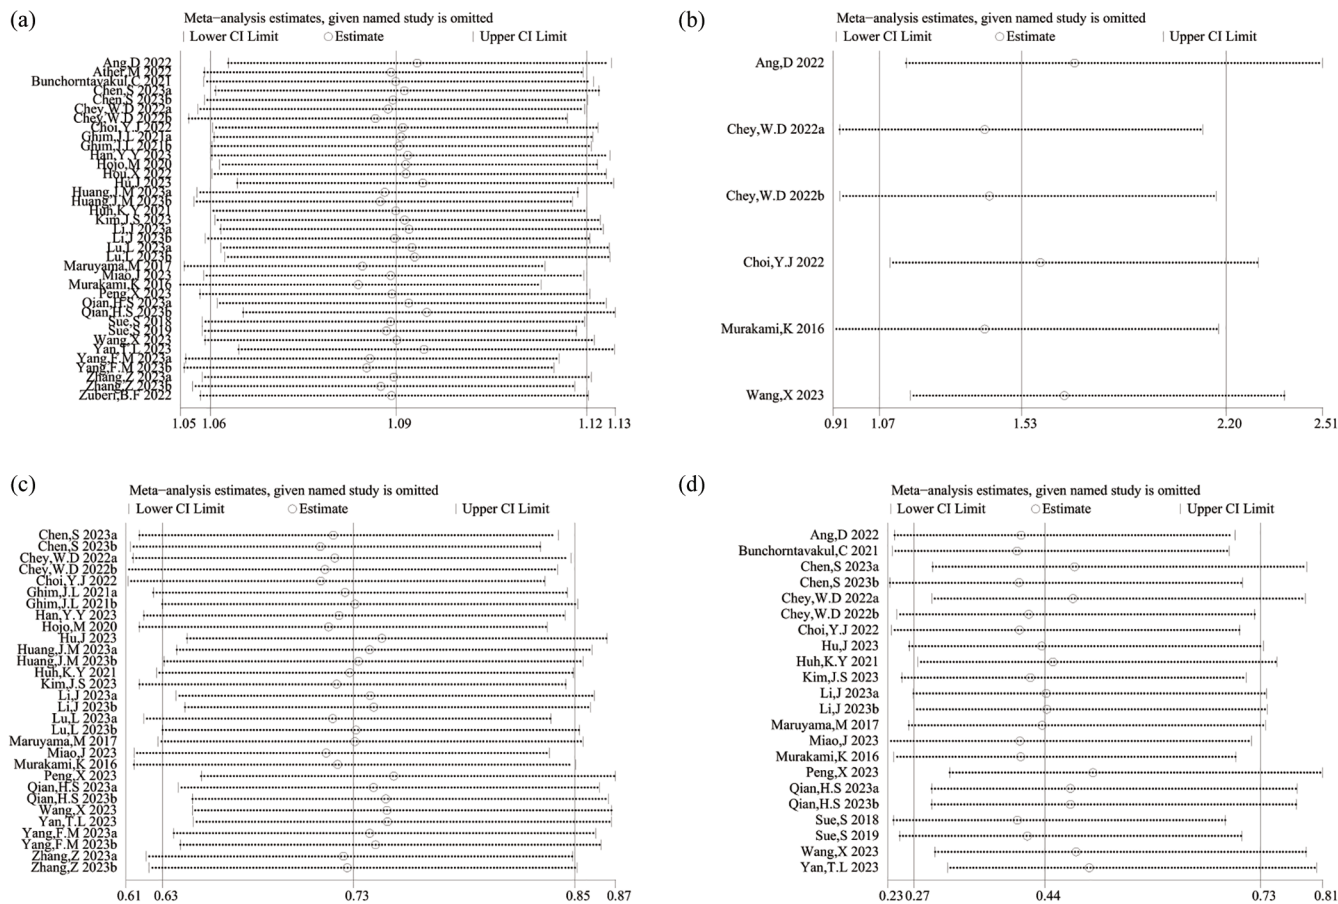 (a)
Meta−analysis estimates, given named study is omitted
Lower CI Limit Estimate Upper CI Limit
Ang,D 2022
Ather,M 2022
Bunchorntavakul,C 2021
Chen,S 2023a
Chen,S 2023b
Chey,W.D 2022a
Chey,W.D 2022b
Choi,Y.J 2022
Ghim,J.L 2021a
Ghim,J.L 2021b
Han,Y.Y 2023
Hojo,M 2020
Hou,X 2022
Hu,J 2023
Huang,J.M 2023a
Huang,J.M 2023b
Huh,K.Y 2021
Kim,J.S 2023
Li,J 2023a
Li,J 2023b
Lu,L 2023a
Lu,L 2023b
Maruyama,M 2017
Miao,J 2023
Murakami,K 2016
Peng,X 2023
Qian,H.S 2023a
Qian,H.S 2023b
Sue,S 2018
Sue,S 2019
Wang,X 2023
Yan,T.L 2023
Yang,F.M 2023a
Yang,F.M 2023b
Zhang,Z 2023a
Zhang,Z 2023b
Zuberi,B.F 2022
1.05 1.06 1.09 1.12 1.13
(b)
Meta−analysis estimates, given named study is omitted
Lower CI Limit Estimate Upper CI Limit
Ang,D 2022
Chey,W.D 2022a
Chey,W.D 2022b
Choi,Y.J 2022
Murakami,K 2016
Wang,X 2023
0.91 1.07 1.53 2.20 2.51
(c)
Meta−analysis estimates, given named study is omitted
Lower CI Limit Estimate Upper CI Limit
Chen,S 2023a
Chen,S 2023b
Chey,W.D 2022a
Chey,W.D 2022b
Choi,Y.J 2022
Ghim,J.L 2021a
Ghim,J.L 2021b
Han,Y.Y 2023
Hojo,M 2020
Hu,J 2023
Huang,J.M 2023a
Huang,J.M 2023b
Huh,K.Y 2021
Kim,J.S 2023
Li,J 2023a
Li,J 2023b
Lu,L 2023a
Lu,L 2023b
Maruyama,M 2017
Miao,J 2023
Murakami,K 2016
Peng,X 2023
Qian,H.S 2023a
Qian,H.S 2023b
Wang,X 2023
Yan,T.L 2023
Yang,F.M 2023a
Yang,F.M 2023b
Zhang,Z 2023a
Zhang,Z 2023b
0.61 0.63 0.73 0.85 0.87
(d)
Meta−analysis estimates, given named study is omitted
Lower CI Limit Estimate Upper CI Limit
Ang,D 2022
Bunchorntavakul,C 2021
Chen,S 2023a
Chen,S 2023b
Chey,W.D 2022a
Chey,W.D 2022b
Choi,Y.J 2022
Hu,J 2023
Huh,K.Y 2021
Kim,J.S 2023
Li,J 2023a
Li,J 2023b
Maruyama,M 2017
Miao,J 2023
Murakami,K 2016
Peng,X 2023
Qian,H.S 2023a
Qian,H.S 2023b
Sue,S 2018
Sue,S 2019
Wang,X 2023
Yan,T.L 2023
0.23 0.27 0.44 0.73 0.81